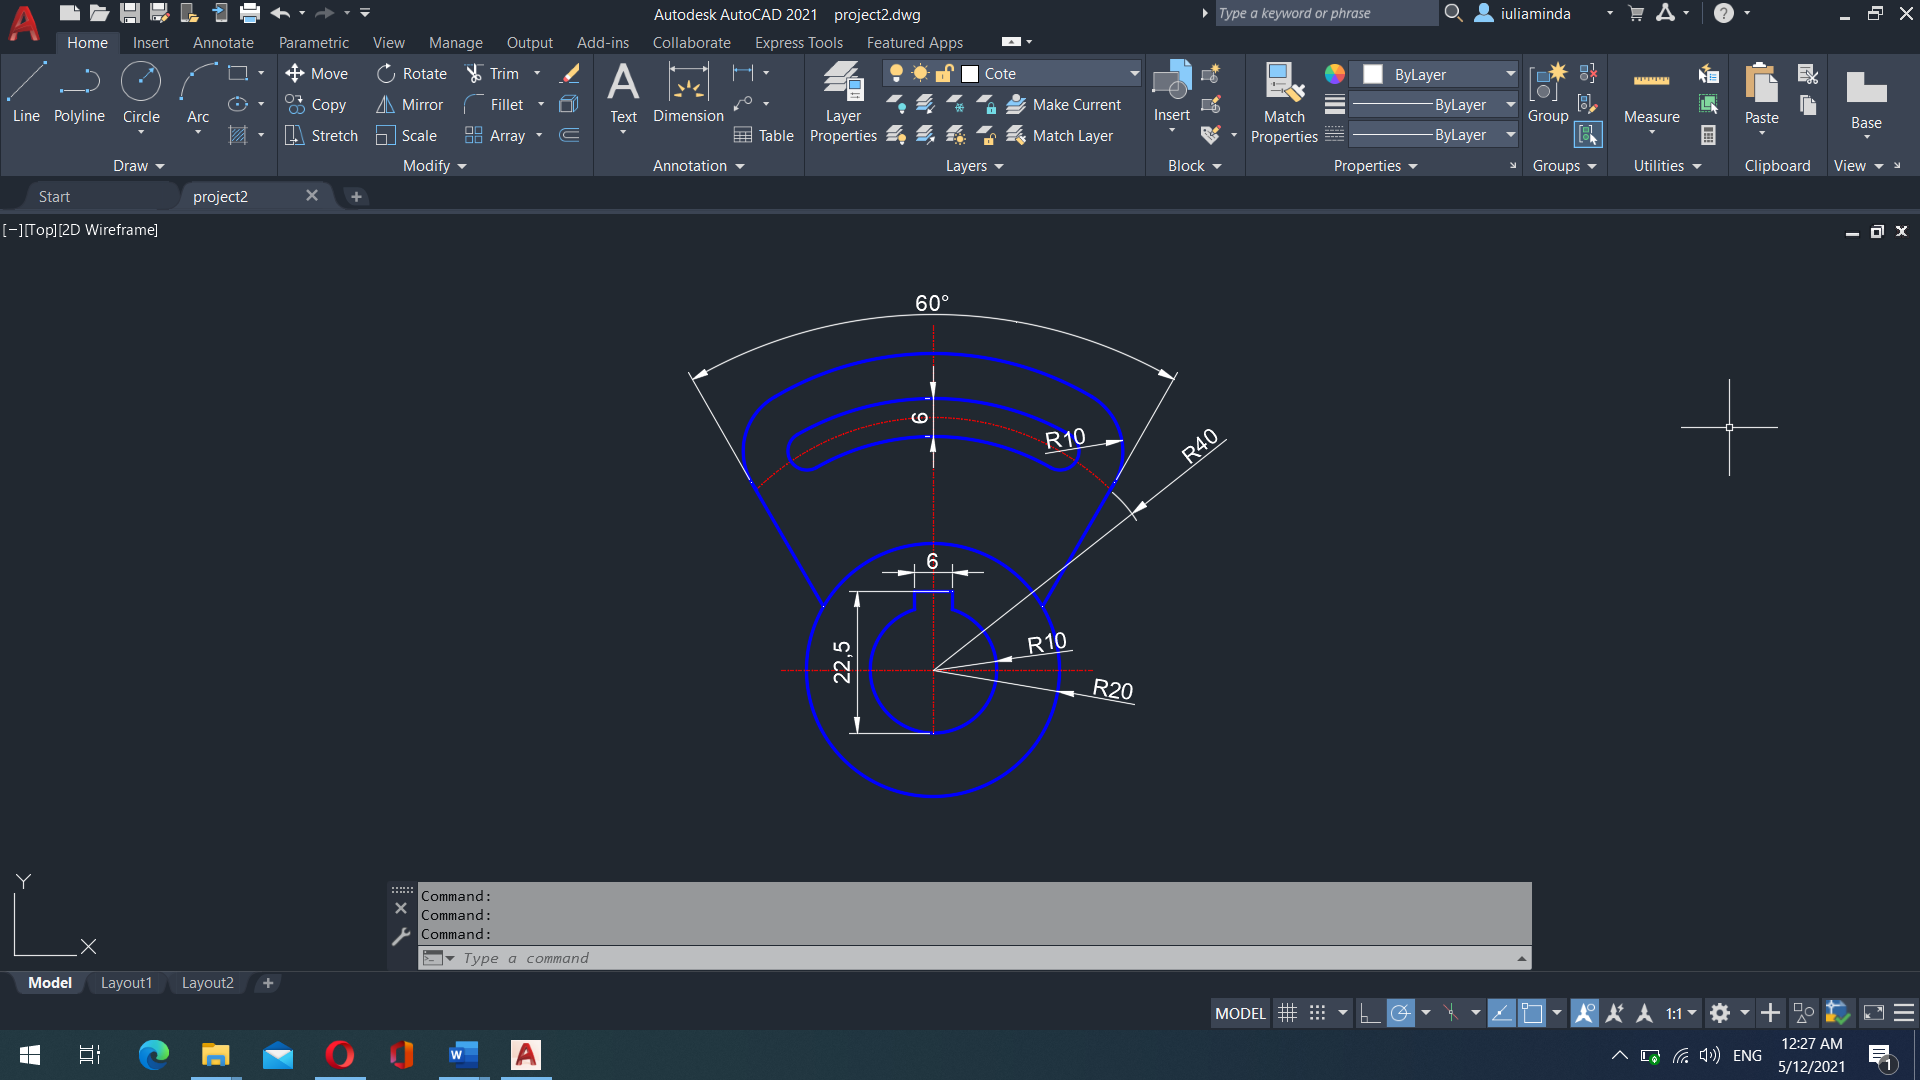 Autodesk AutoCAD 2021 project2.dwg
Type a keyword or phrase
iuliaminda
Home Insert Annotate Parametric View Manage Output Add-ins Collaborate Express Tools Featured Apps
Line Polyline Circle Arc
Draw
Move Rotate Trim
Copy Mirror Fillet
Stretch Scale Array
Modify
Text Dimension Table
Annotation
Layer Properties
Cote
Make Current
Match Layer
Layers
Insert
Block
Match Properties
ByLayer
ByLayer
ByLayer
Properties
Group
Groups
Measure
Utilities
Paste
Clipboard
Base
View
Start project2
[−][Top][2D Wireframe]
60°
6
R10
R40
6
22,5
R10
R20
Y
X
Command:
Command:
Command:
Type a command
Model Layout1 Layout2
MODEL 1:1
ENG
12:27 AM
5/12/2021
1